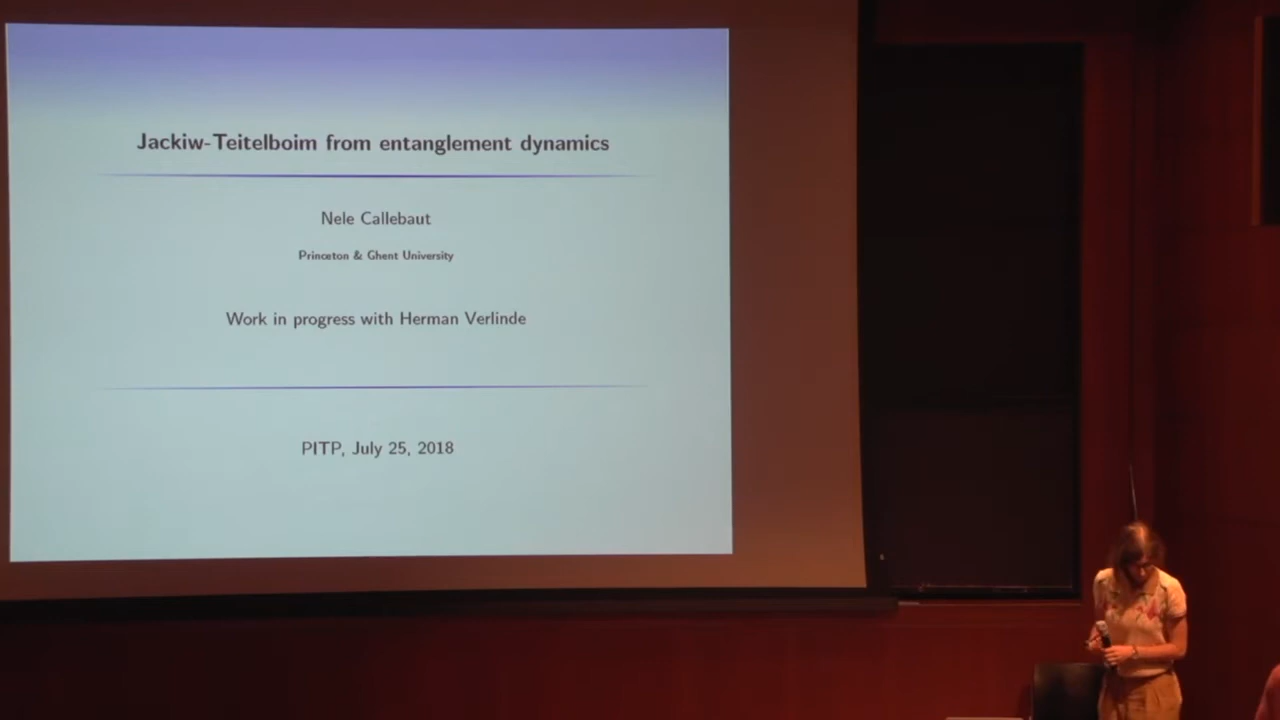 Jackiw-Teitelboim from entanglement dynamics
Nele Callebaut
Princeton & Ghent University
Work in progress with Herman Verlinde
PITP, July 25, 2018